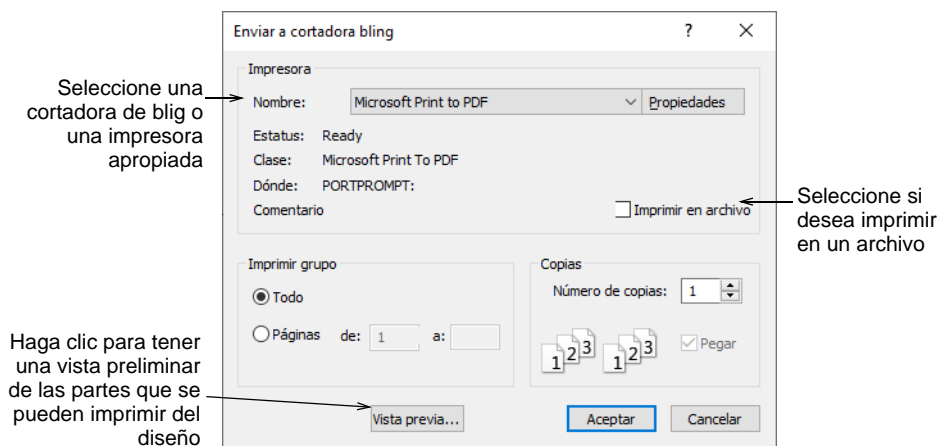 Enviar a cortadora bling
?
Impresora
Seleccione una
cortadora de blig o
una impresora
apropiada
Nombre:
Microsoft Print to PDF
Propiedades
Estatus: Ready
Clase: Microsoft Print To PDF
Dónde: PORTPROMPT:
Comentario
Imprimir en archivo
Seleccione si
desea imprimir
en un archivo
Imprimir grupo
Todo
Páginas de: 1 a:
Copias
Número de copias: 1
1 2 3 1 2 3
Pegar
Haga clic para tener
una vista preliminar
de las partes que se
pueden imprimir del
diseño
Vista previa...
Aceptar
Cancelar